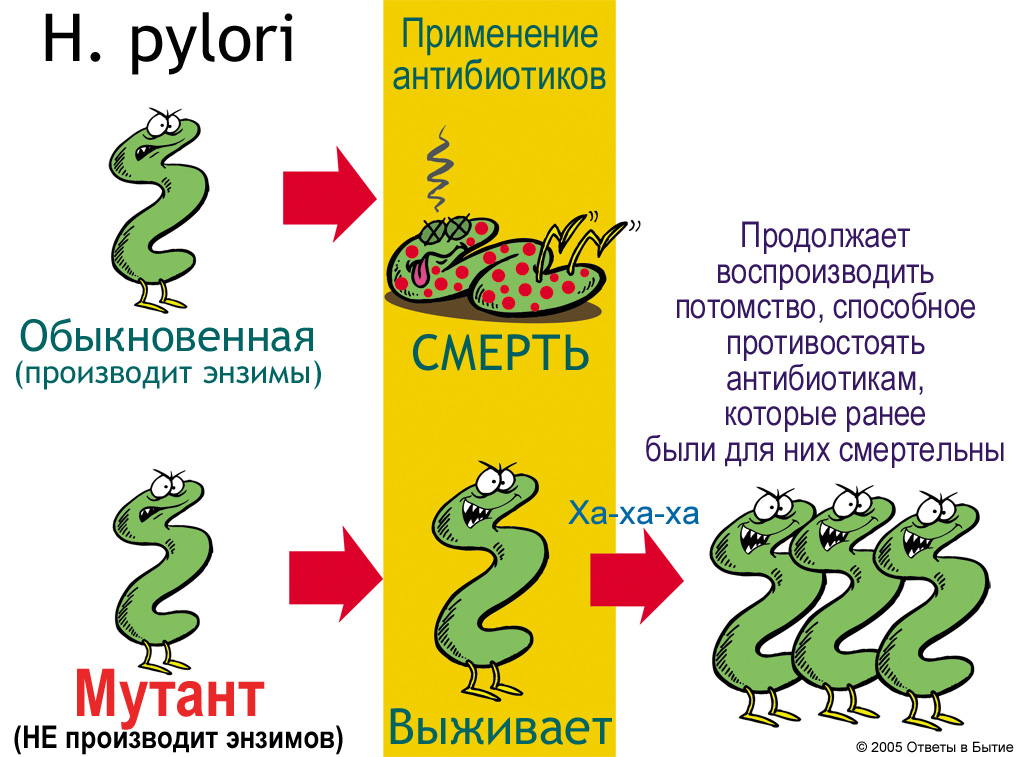 H. pylori
Применение
антибиотиков
Обыкновенная
(производит энзимы)
СМЕРТЬ
Продолжает
воспроизводить
потомство, способное
противостоять
антибиотикам,
которые ранее
были для них смертельны
Ха-ха-ха
Мутант
(НЕ производит энзимов)
Выживает
© 2005 Ответы в Бытие